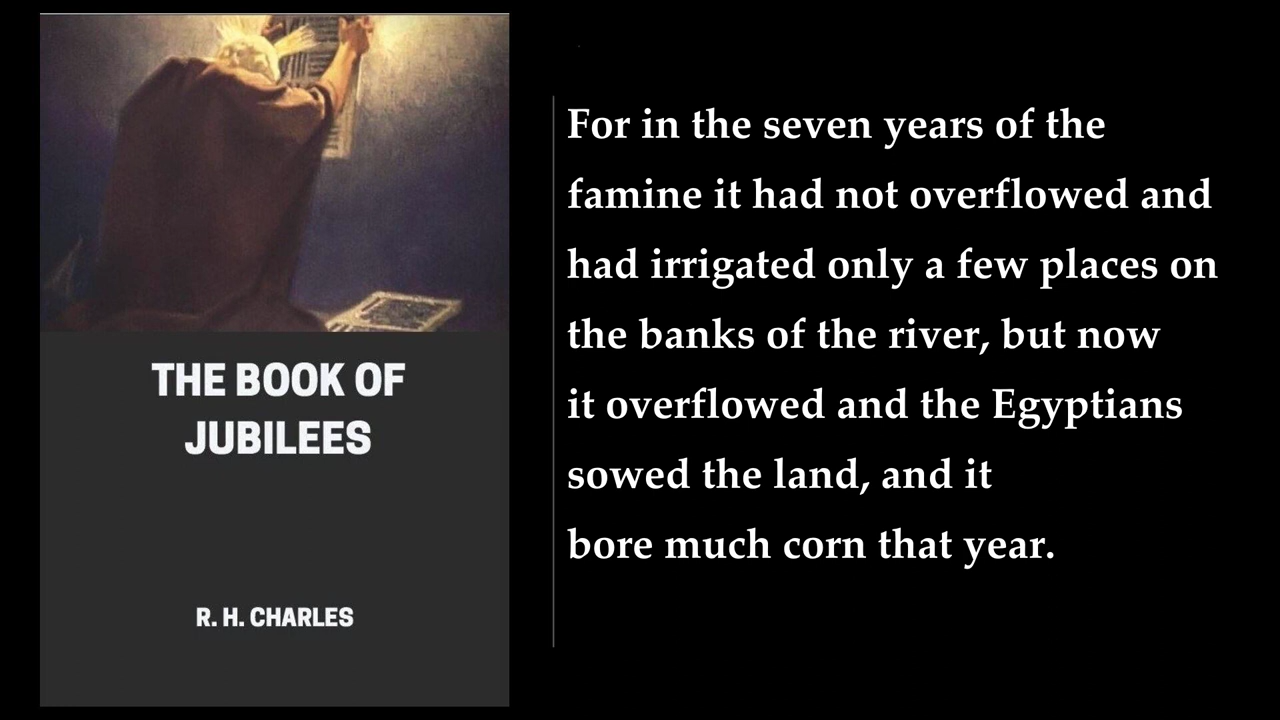 THE BOOK OF
JUBILEES
R. H. CHARLES
For in the seven years of the
famine it had not overflowed and
had irrigated only a few places on
the banks of the river, but now
it overflowed and the Egyptians
sowed the land, and it
bore much corn that year.